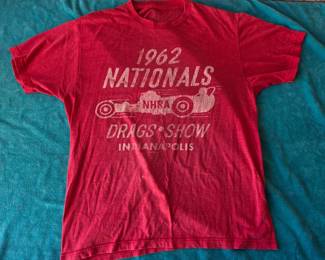 1962
NATIONALS
NHRA
DRAGS • SHOW
INDIANAPOLIS